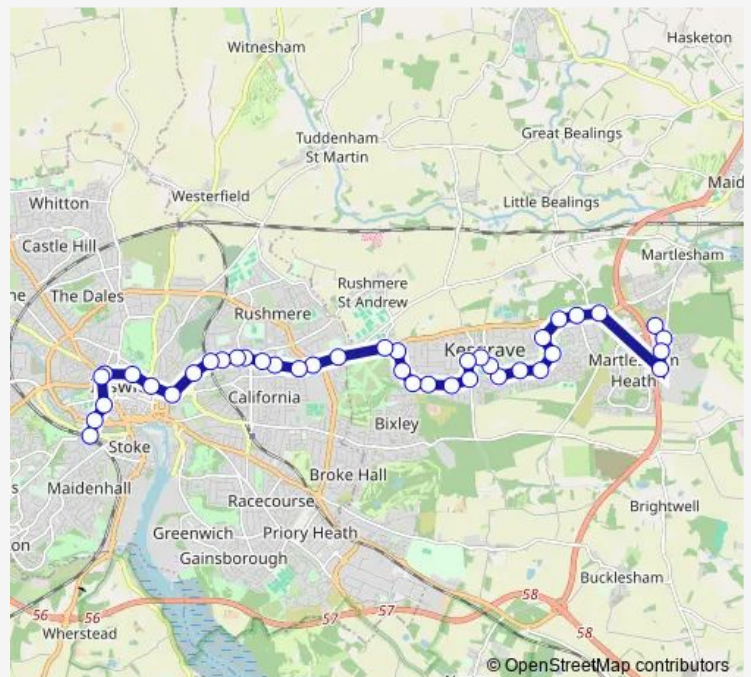 Hasketon
Witnesham
Great Bealings
Tuddenham
St Martin
Maid
Westerfield
Little Bealings
Whitton
Castle Hill
Martlesham
Rushmere
St Andrew
The Dales
Rushmere
Kesgrave
Heath
California
Bixley
Stoke
Broke Hall
Maidenhall
Racecourse
Brightwell
Greenwich
Priory Heath
on
Gainsborough
Bucklesham
58
56
56
57
57
58
Wherstead
© OpenStreetMap contributors